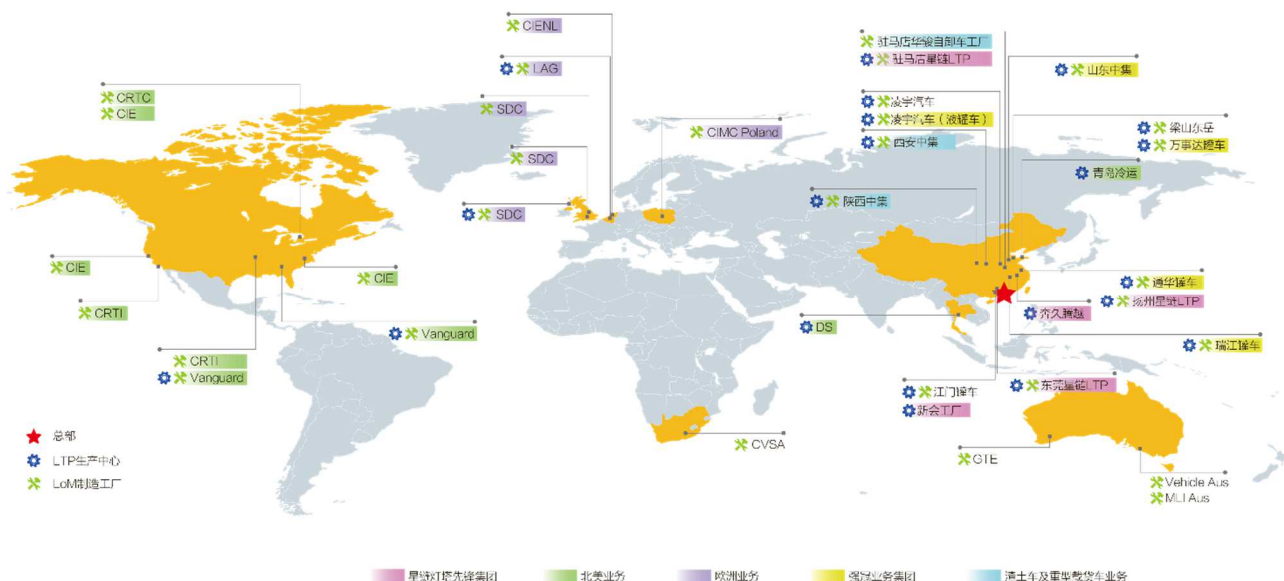 CIENL
LAG
SDC
SDC
SDC
CIMC Poland
CRTC
CIE
CIE
CRTI
CIE
Vanguard
CRTI
Vanguard
驻马店华骏自卸车工厂
驻马店星链LTP
山东中集
凌宇汽车
凌宇汽车（液罐车）
西安中集
梁山东岳
万事达罐车
青岛冷运
陕西中集
通华罐车
扬州星链LTP
DS
瑞江罐车
江门罐车
新会工厂
东莞星链LTP
CVSA
GTE
Vehicle Aus
MLI Aus
总部
LTP生产中心
LoM制造工厂
星链灯塔先锋集团
北美业务
欧洲业务
强冠业务集团
渣土车及重型载货车业务